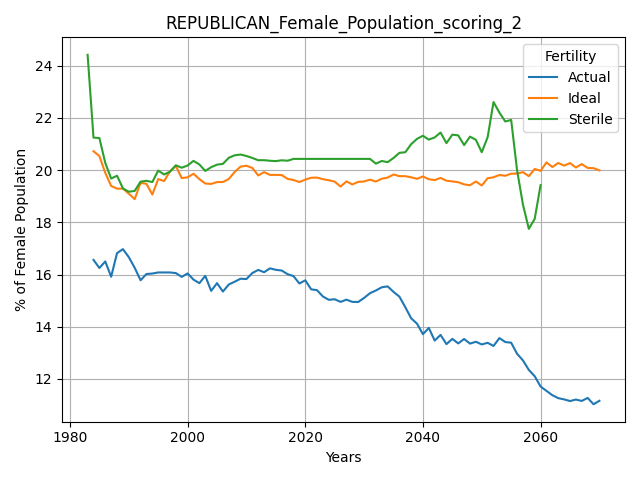 REPUBLICAN_Female_Population_scoring_2
Fertility
Actual
Ideal
Sterile
% of Female Population
24
22
20
18
16
14
12
1980
2000
2020
2040
2060
Years